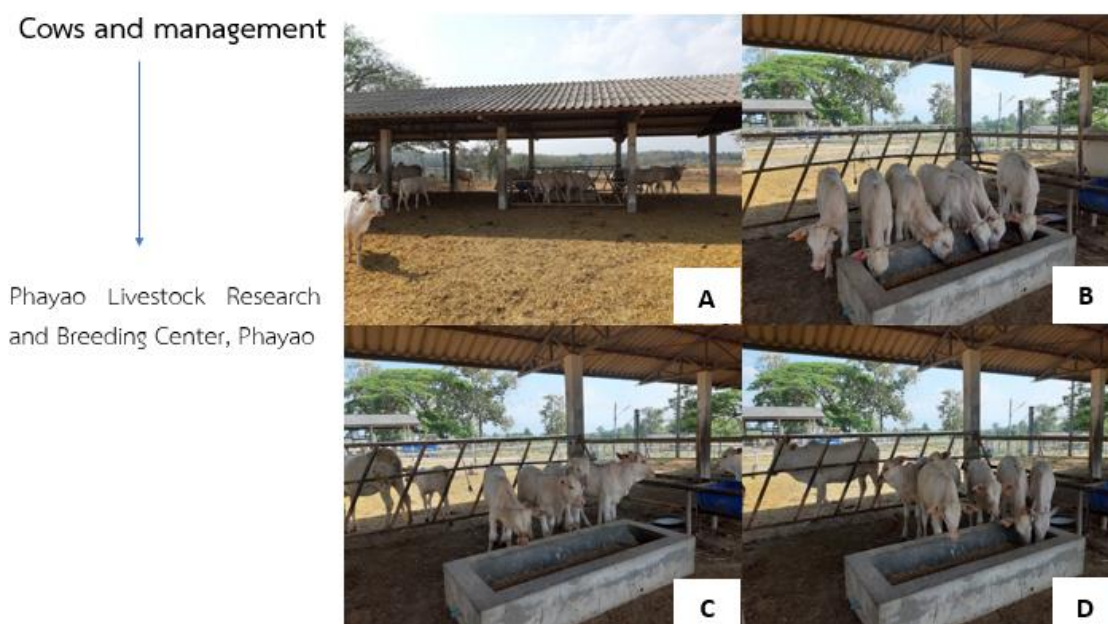 Cows and management
Phayao Livestock Research
and Breeding Center, Phayao
A
B
C
D